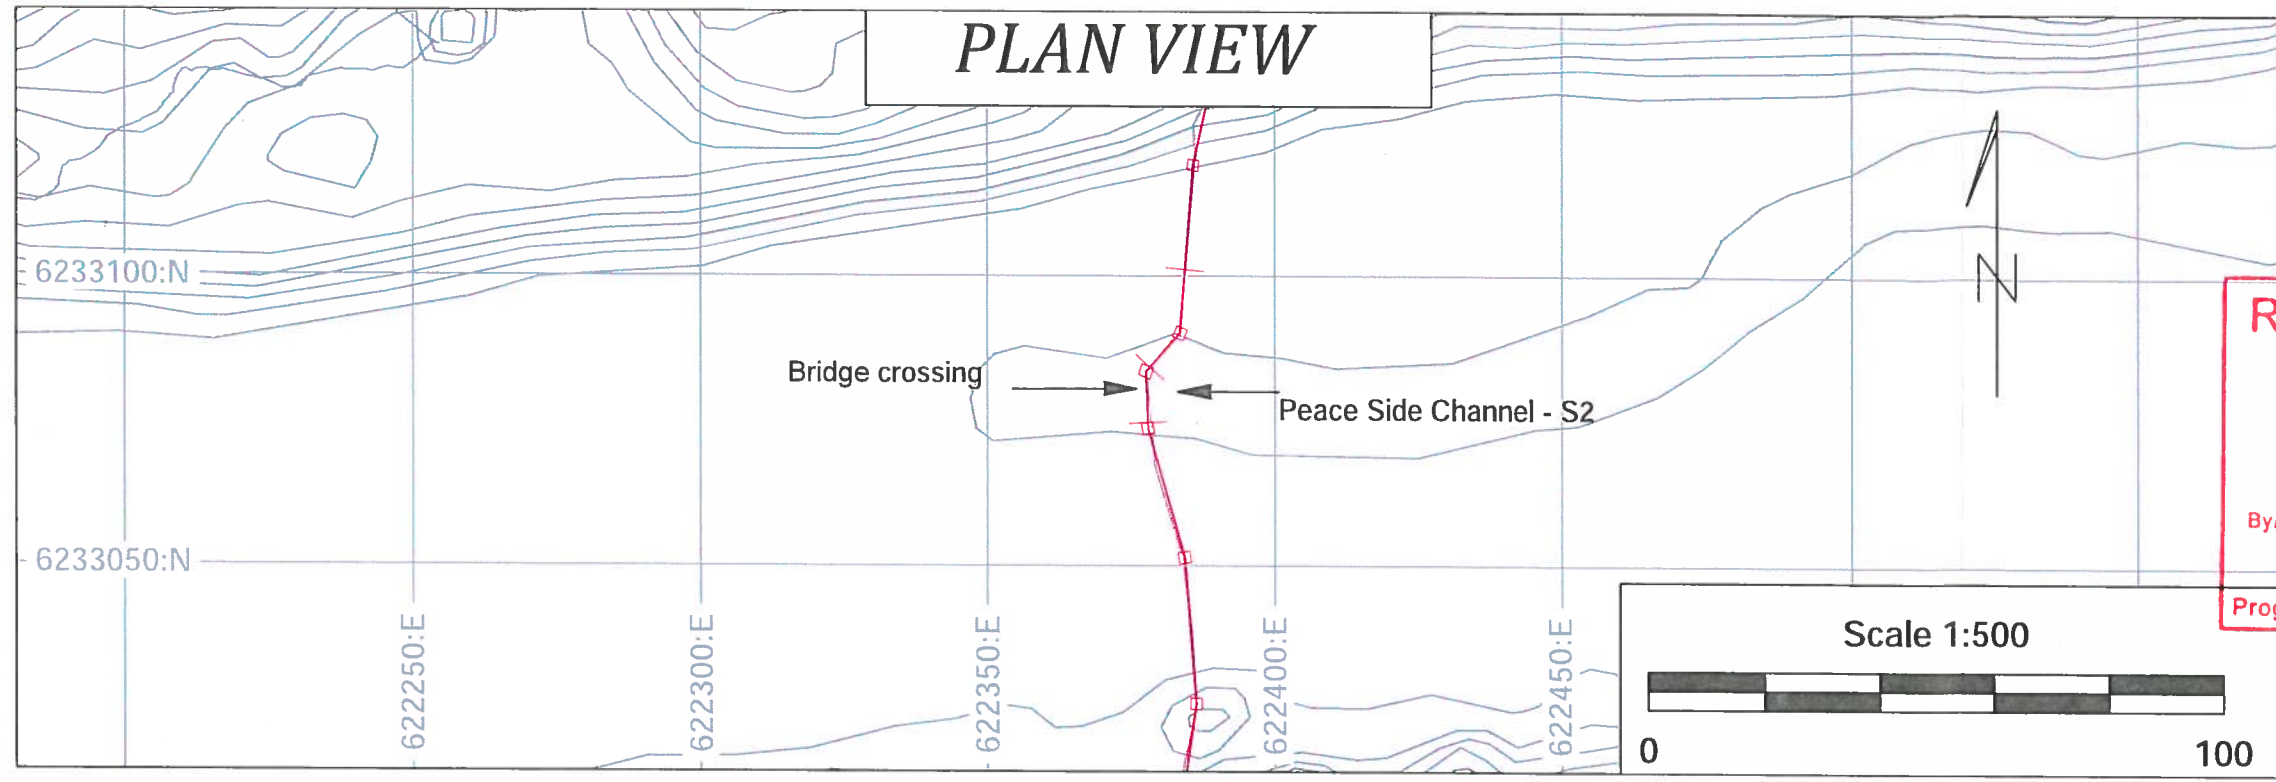 PLAN VIEW
6233100:N
Bridge crossing
Peace Side Channel - S2
N
6233050:N
622250:E
622300:E
622350:E
622400:E
622450:E
Scale 1:500
0
100
R
By/
Prog